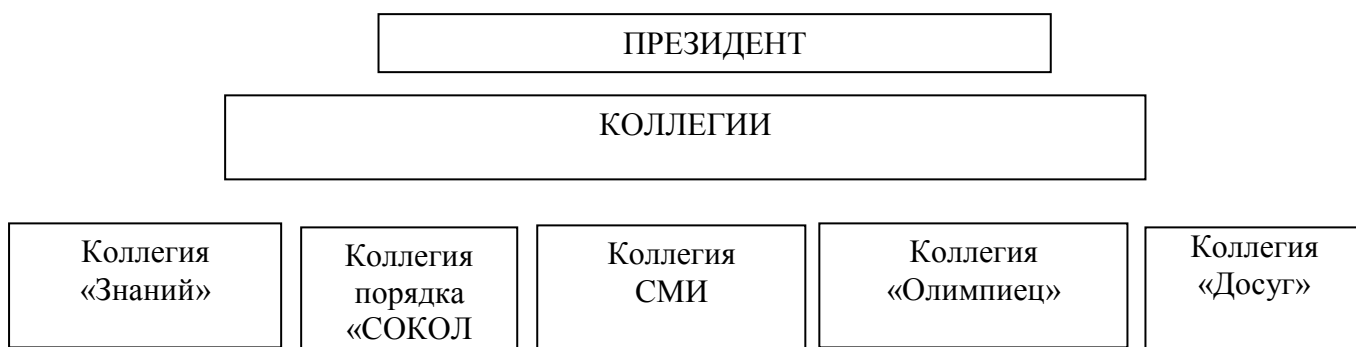 ПРЕЗИДЕНТ
КОЛЛЕГИИ
Коллегия
«Знаний»
Коллегия
порядка
«СОКОЛ
Коллегия
СМИ
Коллегия
«Олимпиец»
Коллегия
«Досуг»